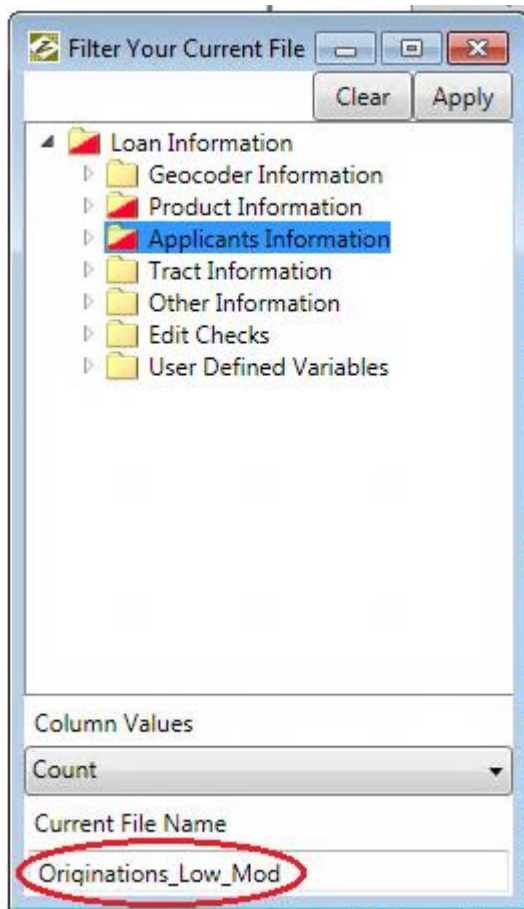 Filter Your Current File
Clear Apply
Loan Information
Geocoder Information
Product Information
Applicants Information
Tract Information
Other Information
Edit Checks
User Defined Variables
Column Values
Count
Current File Name
Originations_Low_Mod